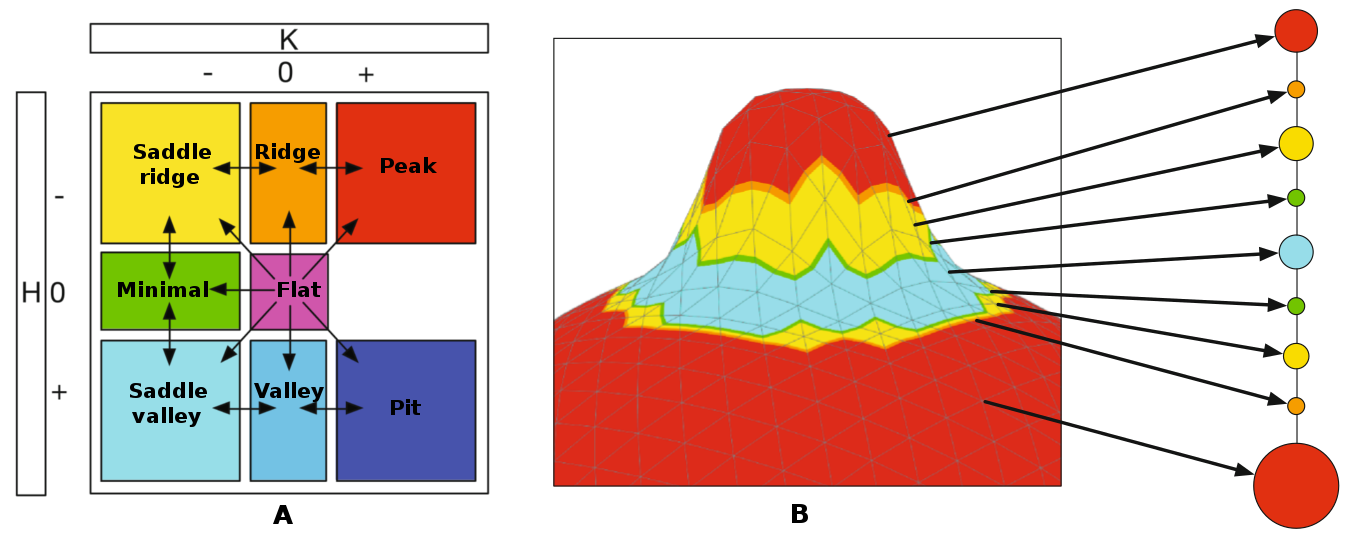 K
- 0 +
Saddle
ridge
Ridge
Peak
-
Minimal
Flat
H 0
Saddle
valley
Valley
Pit
+
A
B